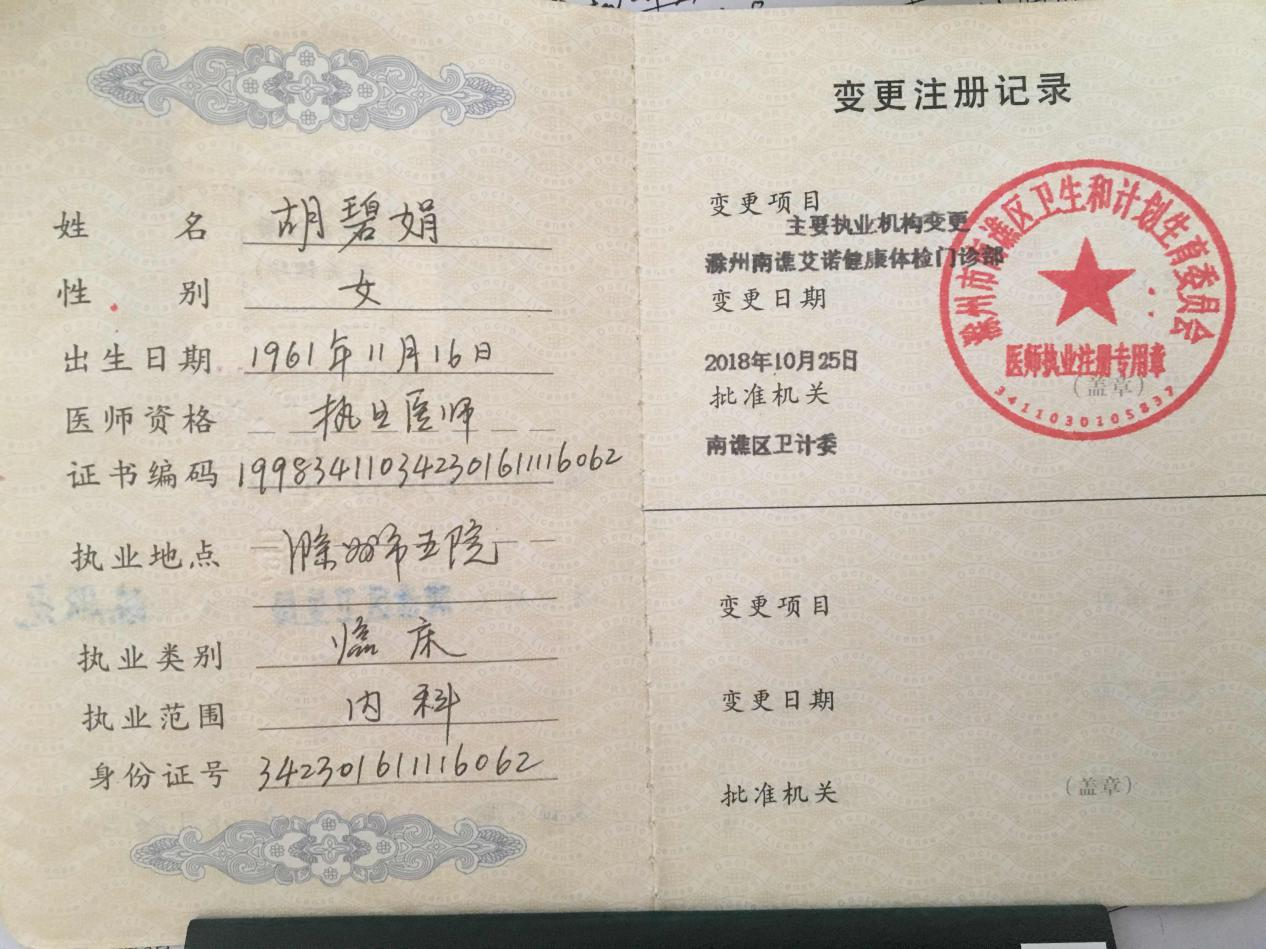 姓名 胡碧娟
性别 女
出生日期 1961年11月16日
医师资格 执业医师
证书编码 199834110342301611116062
执业地点 滁州市五院
执业类别 临床
执业范围 内科
身份证号 342301611116062
变更注册记录
变更项目
主要执业机构变更
滁州南谯艾诺健康体检门诊部
变更日期
2018年10月25日
批准机关
(盖章)
南谯区卫计委
滁州市南谯区卫生和计划生育委员会
医师执业注册专用章
3411030105837
变更项目
变更日期
批准机关
(盖章)